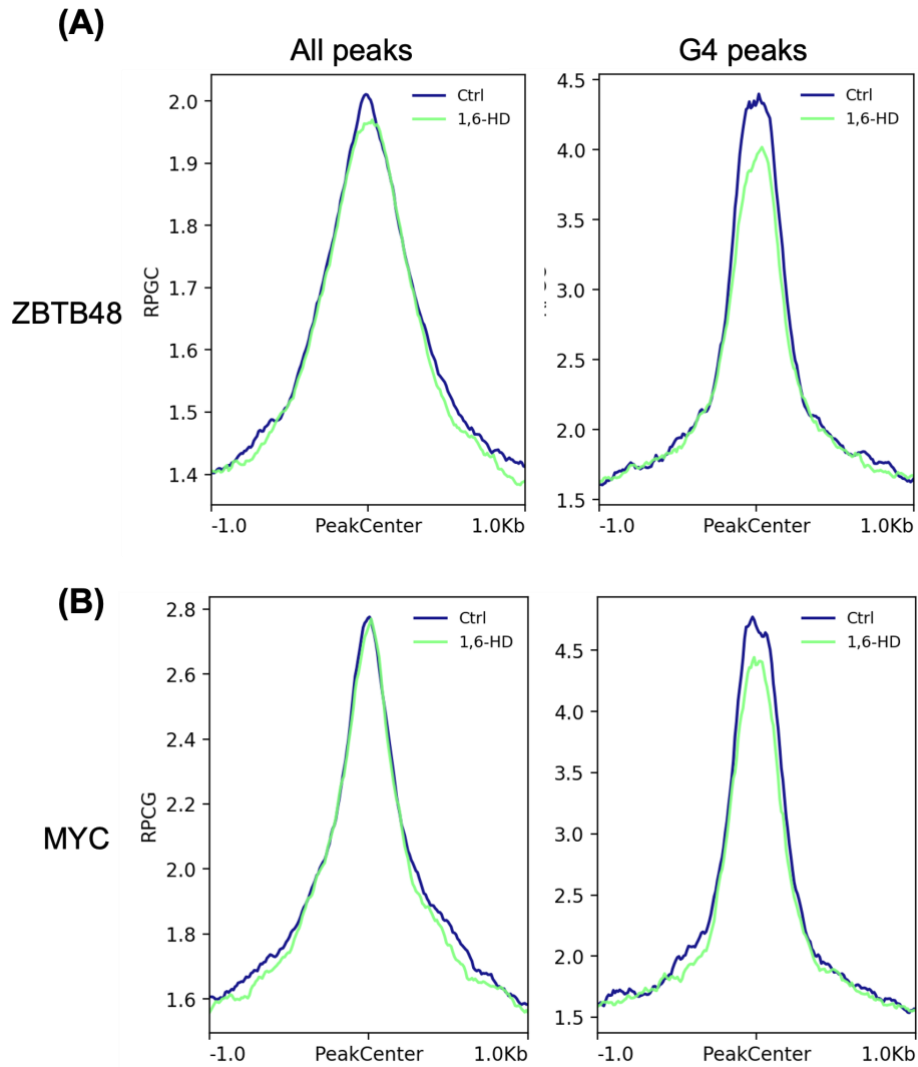 (A)
All peaks
G4 peaks
ZBTB48
RPGC
2.0
1.9
1.8
1.7
1.6
1.5
1.4
Ctrl
1,6-HD
-1.0
PeakCenter
1.0Kb
4.5
4.0
3.5
3.0
2.5
2.0
1.5
Ctrl
1,6-HD
-1.0
PeakCenter
1.0Kb
(B)
MYC
RPCG
2.8
2.6
2.4
2.2
2.0
1.8
1.6
Ctrl
1,6-HD
-1.0
PeakCenter
1.0Kb
4.5
4.0
3.5
3.0
2.5
2.0
1.5
Ctrl
1,6-HD
-1.0
PeakCenter
1.0Kb